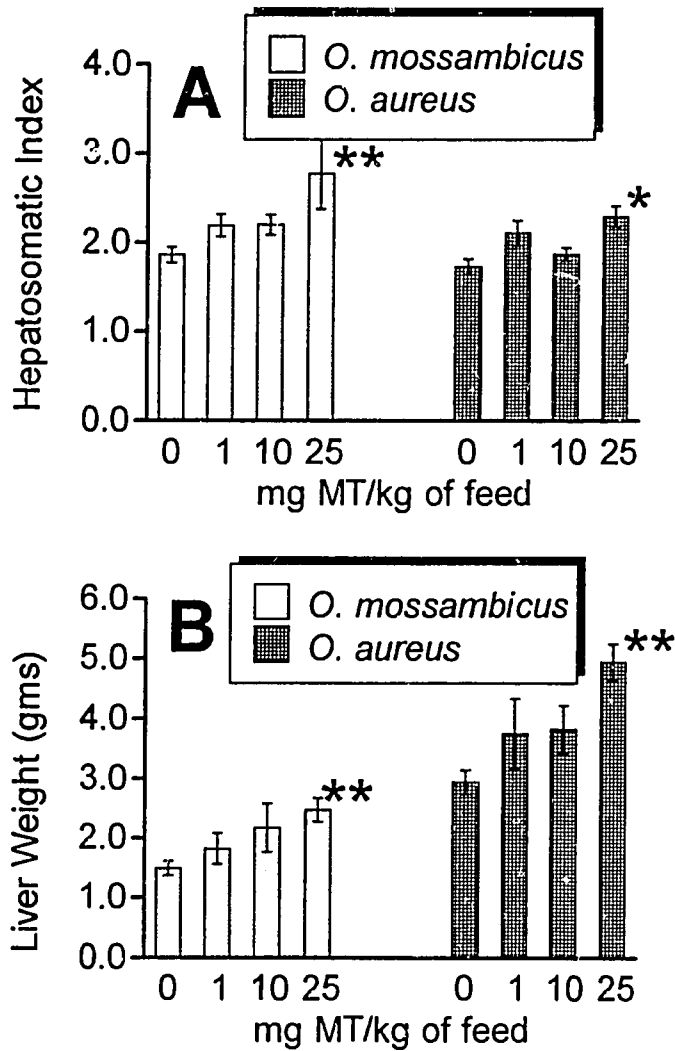 A
O. mossambicus
O. aureus
Hepatosomatic Index
4.0
3.0
2.0
1.0
0.0
**
*
0 1 10 25 0 1 10 25
mg MT/kg of feed
B
O. mossambicus
O. aureus
Liver Weight (gms)
6.0
5.0
4.0
3.0
2.0
1.0
0.0
**
**
0 1 10 25 0 1 10 25
mg MT/kg of feed